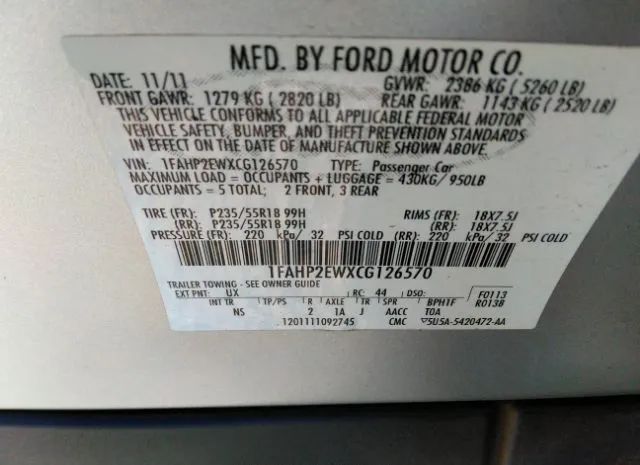 MFD. BY FORD MOTOR CO.
DATE: 11/11 GVWR: 2386 KG ( 5260 LB)
FRONT GAWR: 1279 KG ( 2820 LB) REAR GAWR: 1143 KG ( 2520 LB)
THIS VEHICLE CONFORMS TO ALL APPLICABLE FEDERAL MOTOR
VEHICLE SAFETY, BUMPER, AND THEFT PREVENTION STANDARDS
IN EFFECT ON THE DATE OF MANUFACTURE SHOWN ABOVE.
VIN: 1FAHP2EWXCG126570 TYPE: Passenger Car
MAXIMUM LOAD = OCCUPANTS + LUGGAGE = 430KG/ 950LB
OCCUPANTS = 5 TOTAL; 2 FRONT, 3 REAR
TIRE (FR): P235/55R18 99H RIMS (FR): 18X7.5J
(RR): P235/55R18 99H (RR): 18X7.5J
PRESSURE (FR): 220 kPa/ 32 PSI COLD (RR): 220 kPa/ 32 PSI COLD
1FAHP2EWXCG126570
TRAILER TOWING - SEE OWNER GUIDE
EXT PNT: UX RC: 44 DSO: F0113
INT TR TP/PS R AXLE TR SPR BPH1F R0138
NS 2 1A J AACC TOA
1201111092745 CMC ▽5U5A-5420472-AA